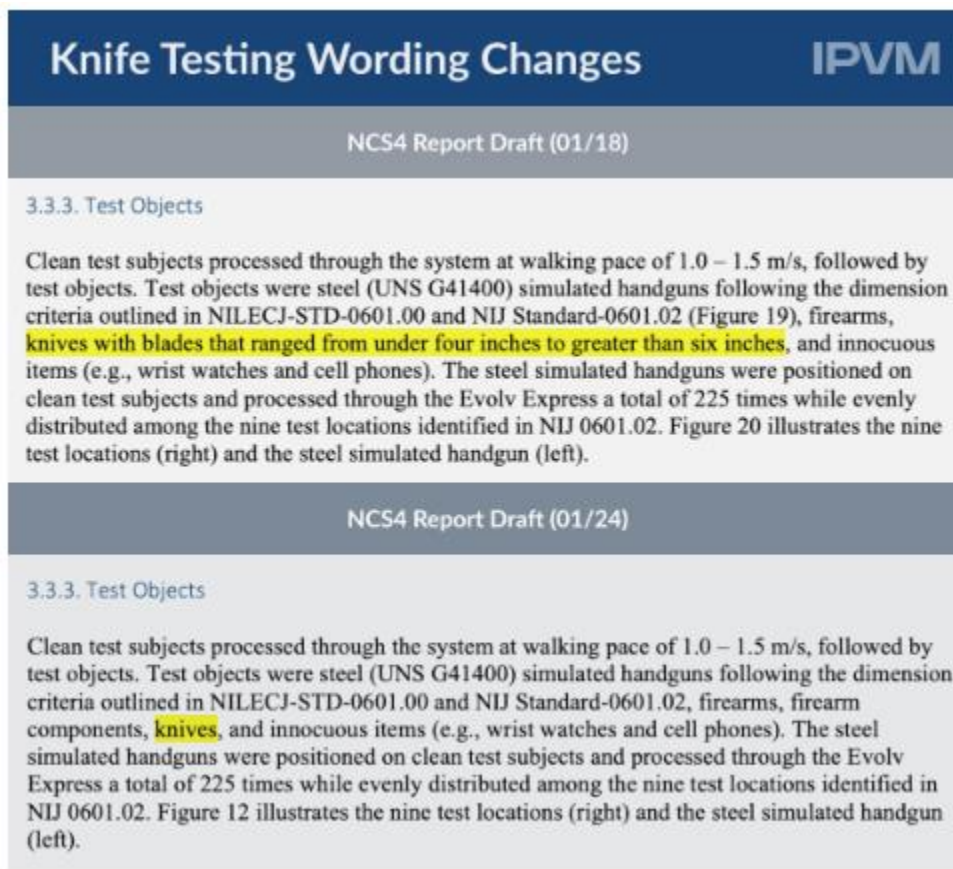 Knife Testing Wording Changes
IPVM
NCS4 Report Draft (01/18)
3.3.3. Test Objects
Clean test subjects processed through the system at walking pace of 1.0 – 1.5 m/s, followed by
test objects. Test objects were steel (UNS G41400) simulated handguns following the dimension
criteria outlined in NILECJ-STD-0601.00 and NIJ Standard-0601.02 (Figure 19), firearms,
knives with blades that ranged from under four inches to greater than six inches, and innocuous
items (e.g., wrist watches and cell phones). The steel simulated handguns were positioned on
clean test subjects and processed through the Evolv Express a total of 225 times while evenly
distributed among the nine test locations identified in NIJ 0601.02. Figure 20 illustrates the nine
test locations (right) and the steel simulated handgun (left).
NCS4 Report Draft (01/24)
3.3.3. Test Objects
Clean test subjects processed through the system at walking pace of 1.0 – 1.5 m/s, followed by
test objects. Test objects were steel (UNS G41400) simulated handguns following the dimension
criteria outlined in NILECJ-STD-0601.00 and NIJ Standard-0601.02, firearms, firearm
components, knives, and innocuous items (e.g., wrist watches and cell phones). The steel
simulated handguns were positioned on clean test subjects and processed through the Evolv
Express a total of 225 times while evenly distributed among the nine test locations identified in
NIJ 0601.02. Figure 12 illustrates the nine test locations (right) and the steel simulated handgun
(left).